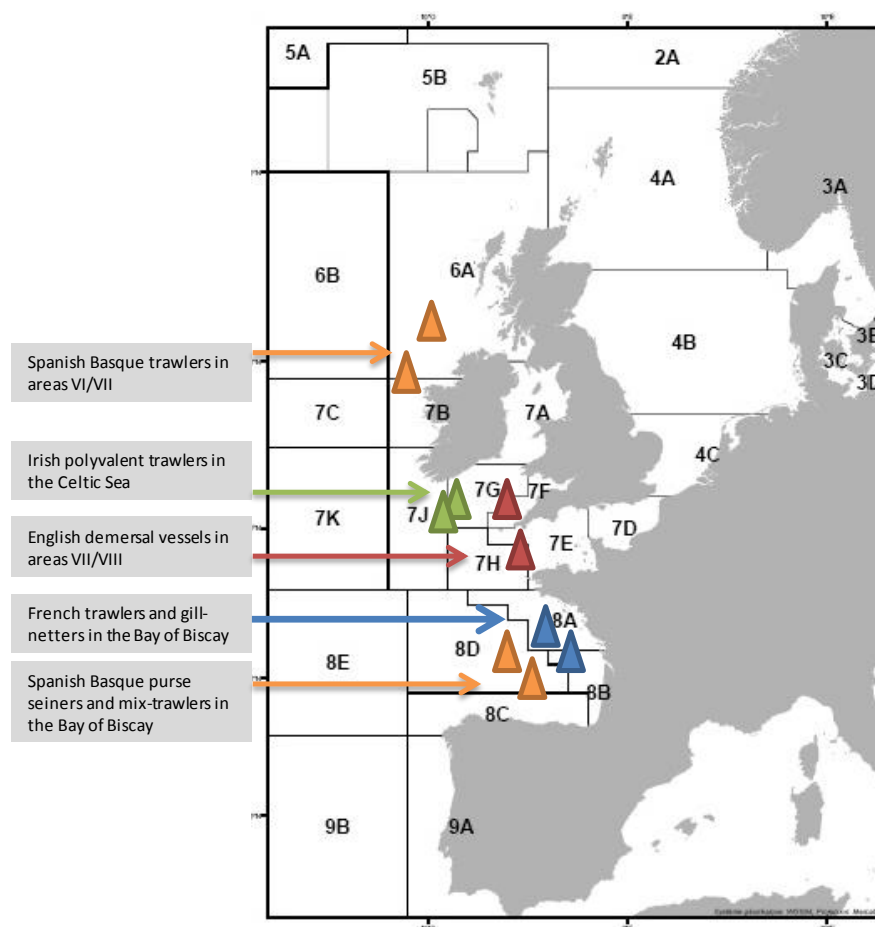 5A
2A
5B
4A
3A
6A
6B
4B
3C
3D
Spanish Basque trawlers in
areas VI/VII
7C
7B
7A
4C
Irish polyvalent trawlers in
the Celtic Sea
7G
7F
7K
7J
7D
7E
English demersal vessels in
areas VII/VIII
7H
French trawlers and gill-
netters in the Bay of Biscay
8A
8D
8E
8B
Spanish Basque purse
seiners and mix-trawlers in
the Bay of Biscay
8C
9B
9A